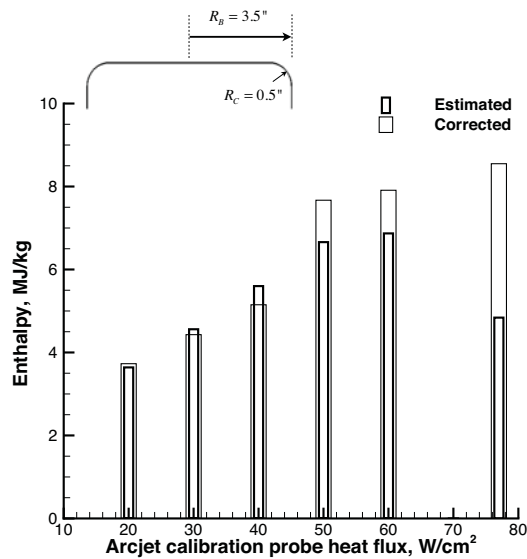 R_B = 3.5"
R_C = 0.5"
Estimated
Corrected
10
8
6
4
2
0
Enthalpy, MJ/kg
10 20 30 40 50 60 70 80
Arcjet calibration probe heat flux, W/cm²